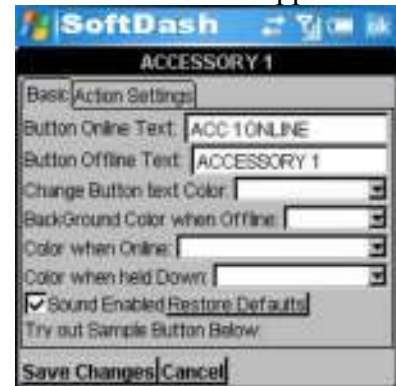 SoftDash ok
ACCESSORY 1
Basic Action Settings
Button Online Text: ACC 1 ONLINE
Button Offline Text: ACCESSORY 1
Change Button text Color:
BackGround Color when Offline:
Color when Online:
Color when held Down:
Sound Enabled Restore Defaults
Try out Sample Button Below
Save Changes Cancel